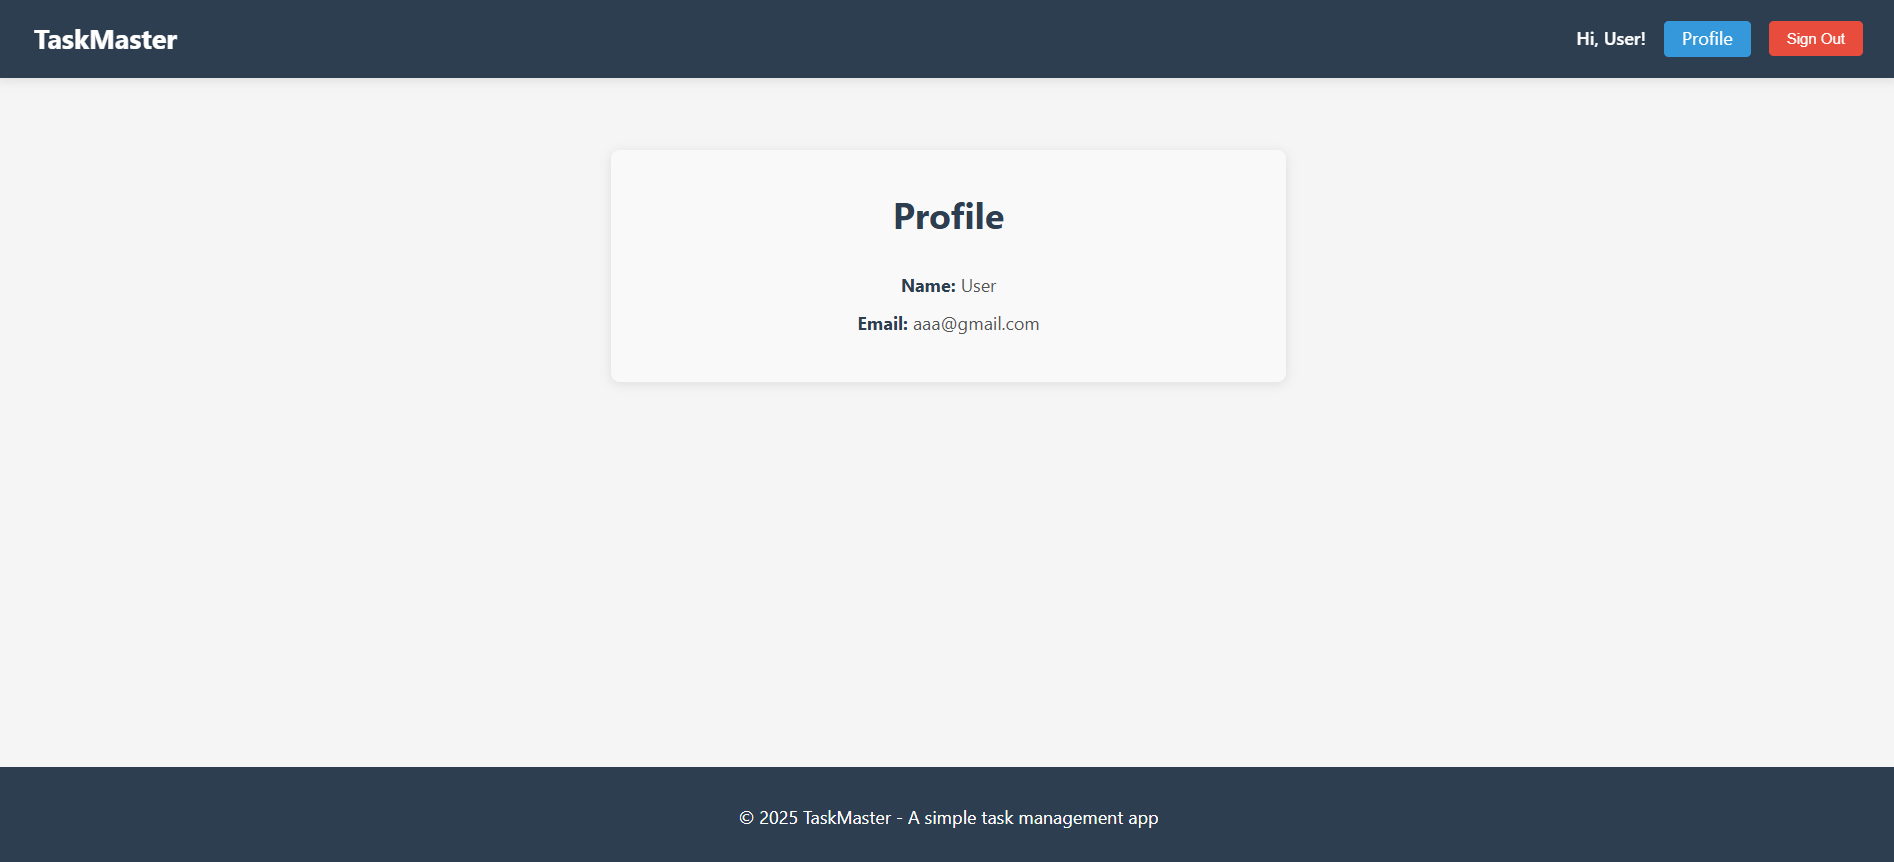 TaskMaster
Hi, User!
Profile
Sign Out
Profile
Name: User
Email: aaa@gmail.com
© 2025 TaskMaster - A simple task management app